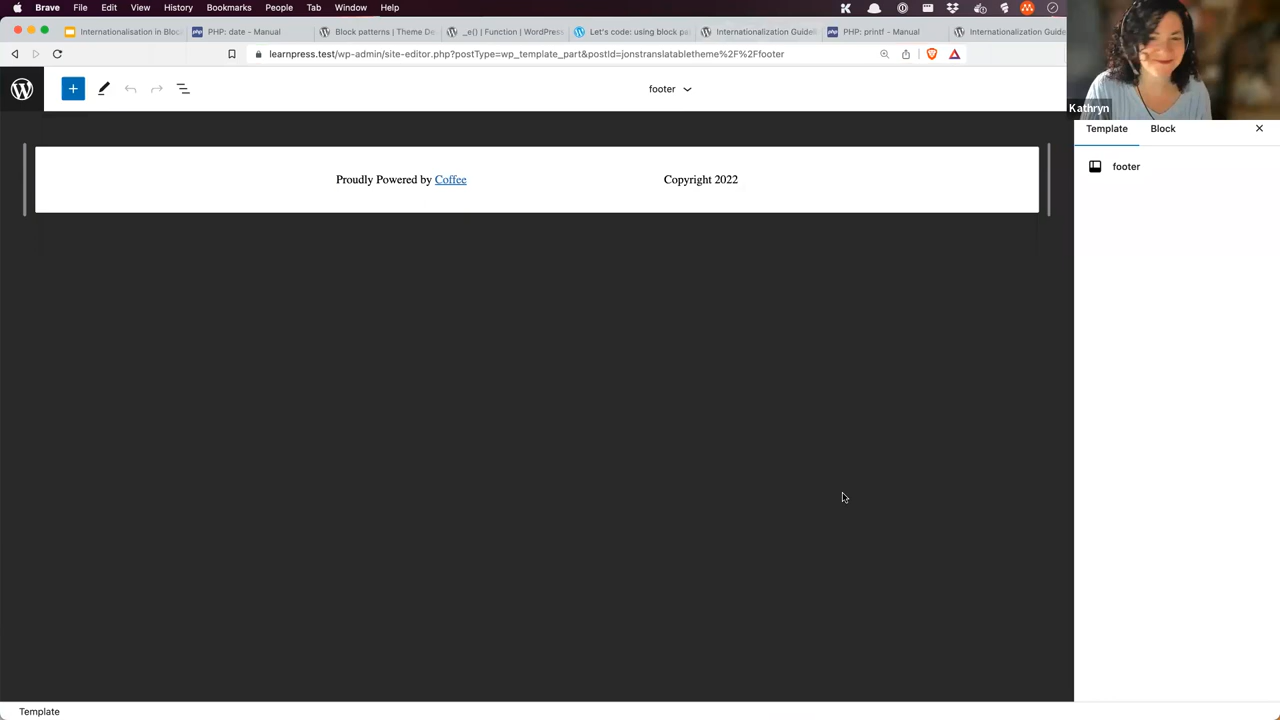 Brave File Edit View History Bookmarks People Tab Window Help
Internationalisation in Bloc
PHP: date - Manual
Block patterns | Theme De
_e() | Function | WordPres
Let's code: using block pa
Internationalization Guideli
PHP: printf - Manual
Internationalization Guide
learnpress.test/wp-admin/site-editor.php?postType=wp_template_part&postId=jonstranslatabletheme%2F%2Ffooter
footer
Kathryn
Template Block
footer
Proudly Powered by Coffee
Copyright 2022
Template